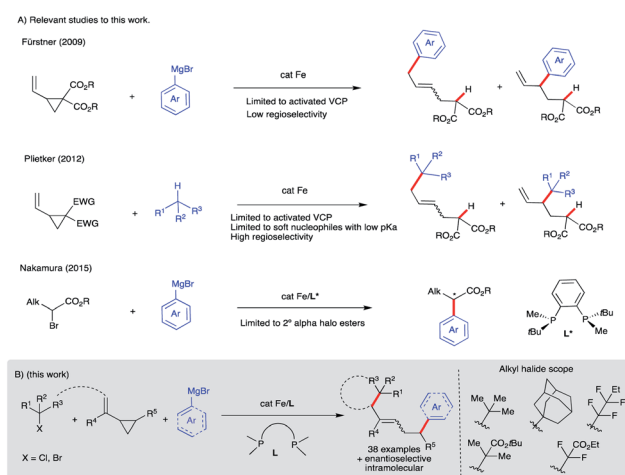 A) Relevant studies to this work.
Fürstner (2009)
MgBr
CO₂R
CO₂R
+
Ar
cat Fe
Limited to activated VCP
Low regioselectivity
Ar
H
RO₂C CO₂R
+
Ar
H
RO₂C CO₂R
Plietker (2012)
EWG
EWG
+
H
R¹ R² R³
cat Fe
Limited to activated VCP
Limited to soft nucleophiles with low pKa
High regioselectivity
R¹ R²
R³
H
RO₂C CO₂R
+
R¹ R²
R³
H
RO₂C CO₂R
Nakamura (2015)
MgBr
Alk CO₂R
Br
+
Ar
cat Fe/L*
Limited to 2º alpha halo esters
Alk * CO₂R
Ar
Me P P tBu
tBu Me
L*
B) (this work)
R¹ R² R³
X
X = Cl, Br
+
R⁴ R⁵
+
MgBr
Ar
cat Fe/L
P P
L
R³ R²
R¹
R⁴
Ar
R⁵
38 examples
+ enantioselective
intramolecular
Alkyl halide scope
Me
Me
Me
F Et
F F
F
Me CO₂tBu
Me
F CO₂Et
F